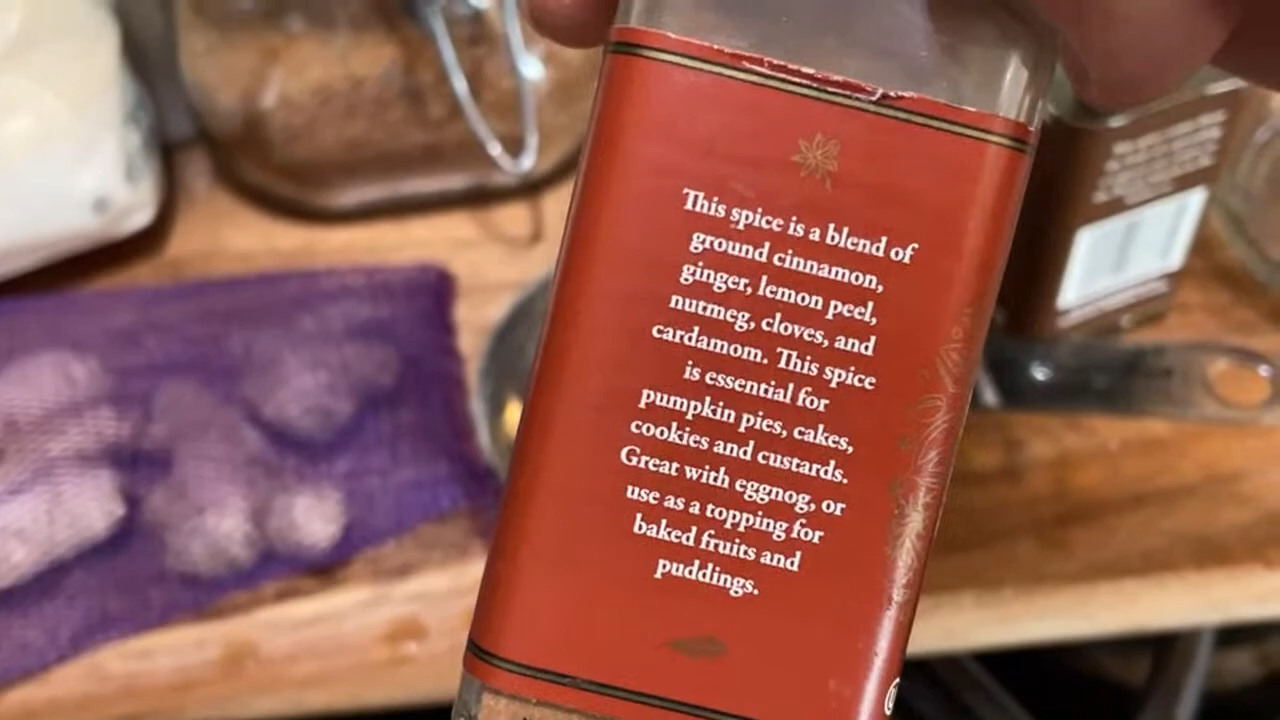 This spice is a blend of
ground cinnamon,
ginger, lemon peel,
nutmeg, cloves, and
cardamom. This spice
is essential for
pumpkin pies, cakes,
cookies and custards.
Great with eggnog, or
use as a topping for
baked fruits and
puddings.